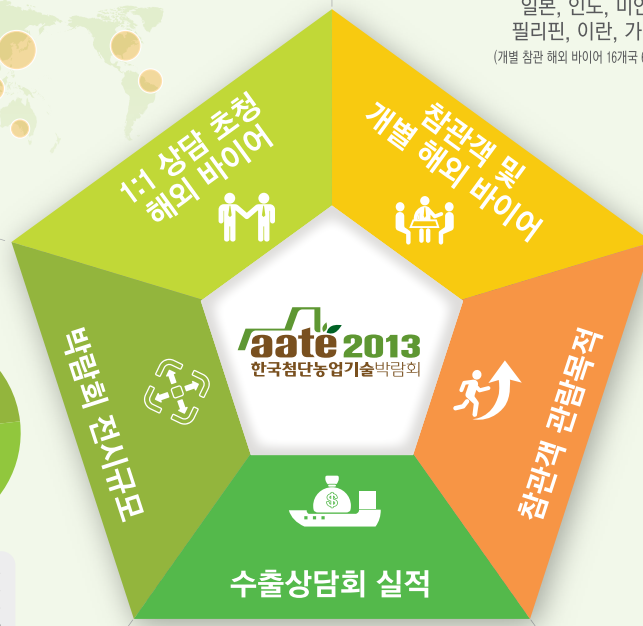 일본, 인도, 
필리핀, 이란,
(개별 참관 해외 바이어 16개국
1:1 상담 초청
해외 바이어
참관객 및
개별 해외 바이어
박람회 전시규모
aate 2013
한국첨단농업기술박람회
참관객 관람목적
수출상담회 실적